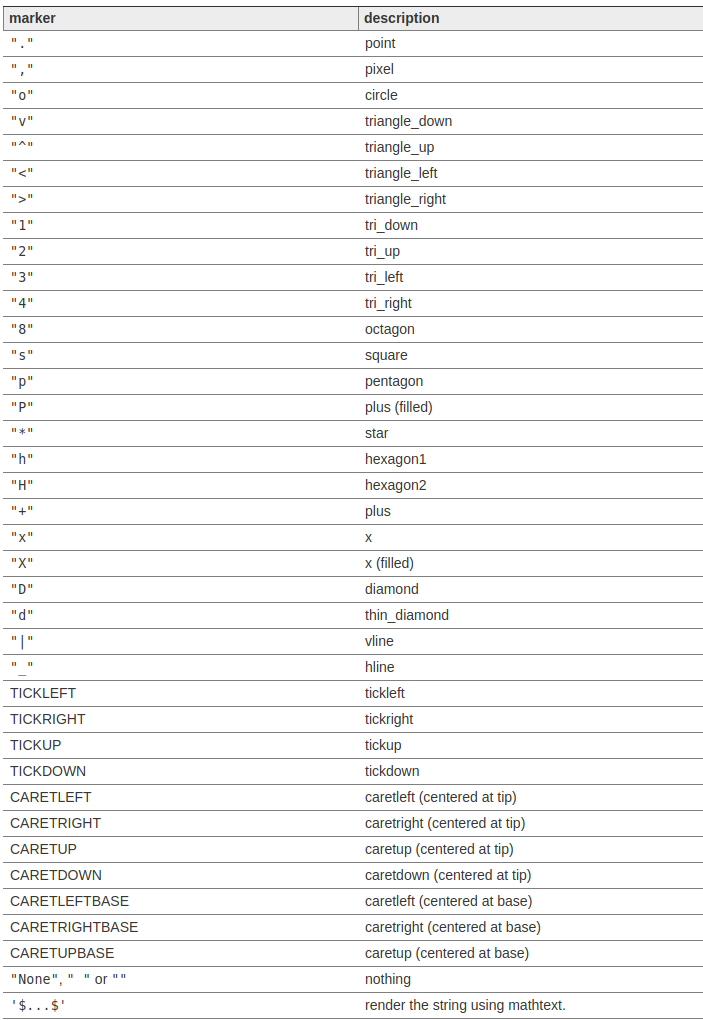 marker description
"." point
"," pixel
"o" circle
"v" triangle_down
"^" triangle_up
"<" triangle_left
">" triangle_right
"1" tri_down
"2" tri_up
"3" tri_left
"4" tri_right
"8" octagon
"s" square
"p" pentagon
"P" plus (filled)
"*" star
"h" hexagon1
"H" hexagon2
"+" plus
"x" x
"X" x (filled)
"D" diamond
"d" thin_diamond
"|" vline
"_" hline
TICKLEFT tickleft
TICKRIGHT tickright
TICKUP tickup
TICKDOWN tickdown
CARETLEFT caretleft (centered at tip)
CARETRIGHT caretright (centered at tip)
CARETUP caretup (centered at tip)
CARETDOWN caretdown (centered at tip)
CARETLEFTBASE caretleft (centered at base)
CARETRIGHTBASE caretright (centered at base)
CARETUPBASE caretup (centered at base)
"None", " " or "" nothing
'$...$' render the string using mathtext.